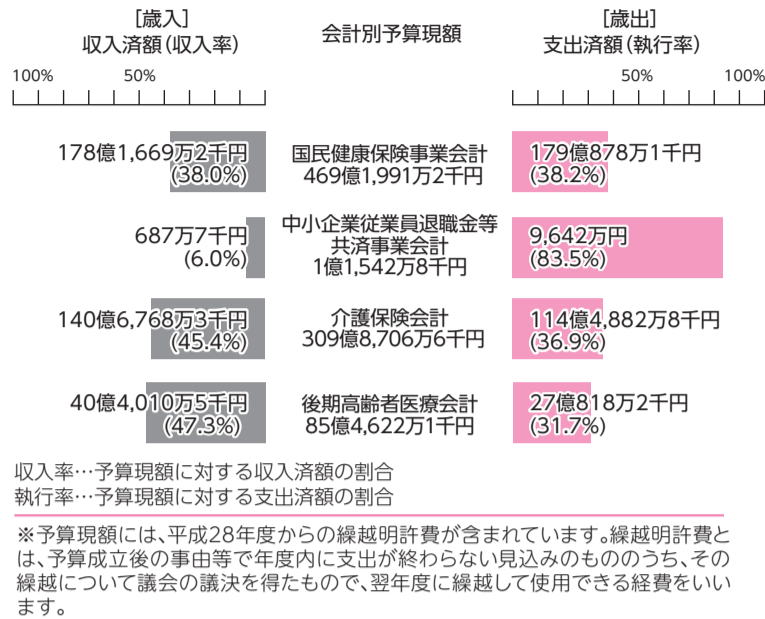 [歳入]
収入済額(収入率)
会計別予算現額
[歳出]
支出済額(執行率)
100%
50%
50%
100%
178億1,669万2千円
(38.0%)
国民健康保険事業会計
469億1,991万2千円
179億878万1千円
(38.2%)
687万7千円
(6.0%)
中小企業従業員退職金等
共済事業会計
1億1,542万8千円
9,642万円
(83.5%)
140億6,768万3千円
(45.4%)
介護保険会計
309億8,706万6千円
114億4,882万8千円
(36.9%)
40億4,010万5千円
(47.3%)
後期高齢者医療会計
85億4,622万1千円
27億818万2千円
(31.7%)
収入率…予算現額に対する収入済額の割合
執行率…予算現額に対する支出済額の割合
※予算現額には、平成28年度からの繰越明許費が含まれています。繰越明許費と
は、予算成立後の事由等で年度内に支出が終わらない見込みのもののうち、その
繰越について議会の議決を得たもので、翌年度に繰越して使用できる経費をいい
ます。